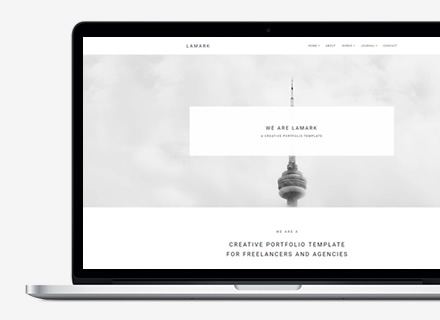 LAMARK
HOME ABOUT WORKS JOURNAL CONTACT
WE ARE LAMARK
A CREATIVE PORTFOLIO TEMPLATE
WE ARE A
CREATIVE PORTFOLIO TEMPLATE
FOR FREELANCERS AND AGENCIES